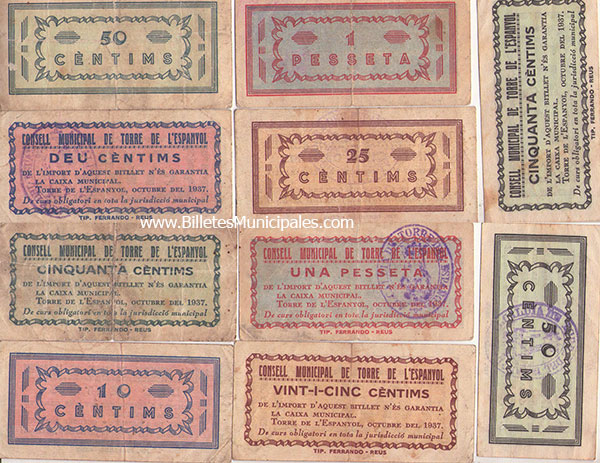 50
CÈNTIMS
1
PESSETA
CONSELL MUNICIPAL DE TORRE DE L'ESPANYOL
CINQUANTA CÈNTIMS
DE L'IMPORT D'AQUEST BITLLET N'ÉS GARANTIA
LA CAIXA MUNICIPAL.
TORRE DE L'ESPANYOL, OCTUBRE DEL 1937.
De curs obligatori en tota la jurisdicció municipal
TIP. FERRANDO - REUS
CONSELL MUNICIPAL DE TORRE DE L'ESPANYOL
DEU CÈNTIMS
DE L'IMPORT D'AQUEST BITLLET N'ÉS GARANTIA
LA CAIXA MUNICIPAL.
TORRE DE L'ESPANYOL, OCTUBRE DEL 1937.
De curs obligatori en tota la jurisdicció municipal
TIP. FERRANDO - REUS
25
CÈNTIMS
www.BilletesMunicipales.com
CONSELL MUNICIPAL DE TORRE DE L'ESPANYOL
CINQUANTA CÈNTIMS
DE L'IMPORT D'AQUEST BITLLET N'ÉS GARANTIA
LA CAIXA MUNICIPAL.
TORRE DE L'ESPANYOL, OCTUBRE DEL 1937.
De curs obligatori en tota la jurisdicció municipal
TIP. FERRANDO - REUS
CONSELL MUNICIPAL DE TORRE DE L'ESPANYOL
UNA PESSETA
DE L'IMPORT D'AQUEST BITLLET N'ÉS GARANTIA
LA CAIXA MUNICIPAL.
TORRE DE L'ESPANYOL, OCTUBRE DEL 1937.
De curs obligatori en tota la jurisdicció municipal
TIP. FERRANDO - REUS
50
CÈNTIMS
10
CÈNTIMS
CONSELL MUNICIPAL DE TORRE DE L'ESPANYOL
VINT-I-CINC CÈNTIMS
DE L'IMPORT D'AQUEST BITLLET N'ÉS GARANTIA
LA CAIXA MUNICIPAL.
TORRE DE L'ESPANYOL, OCTUBRE DEL 1937.
De curs obligatori en tota la jurisdicció municipal
TIP. FERRANDO - REUS